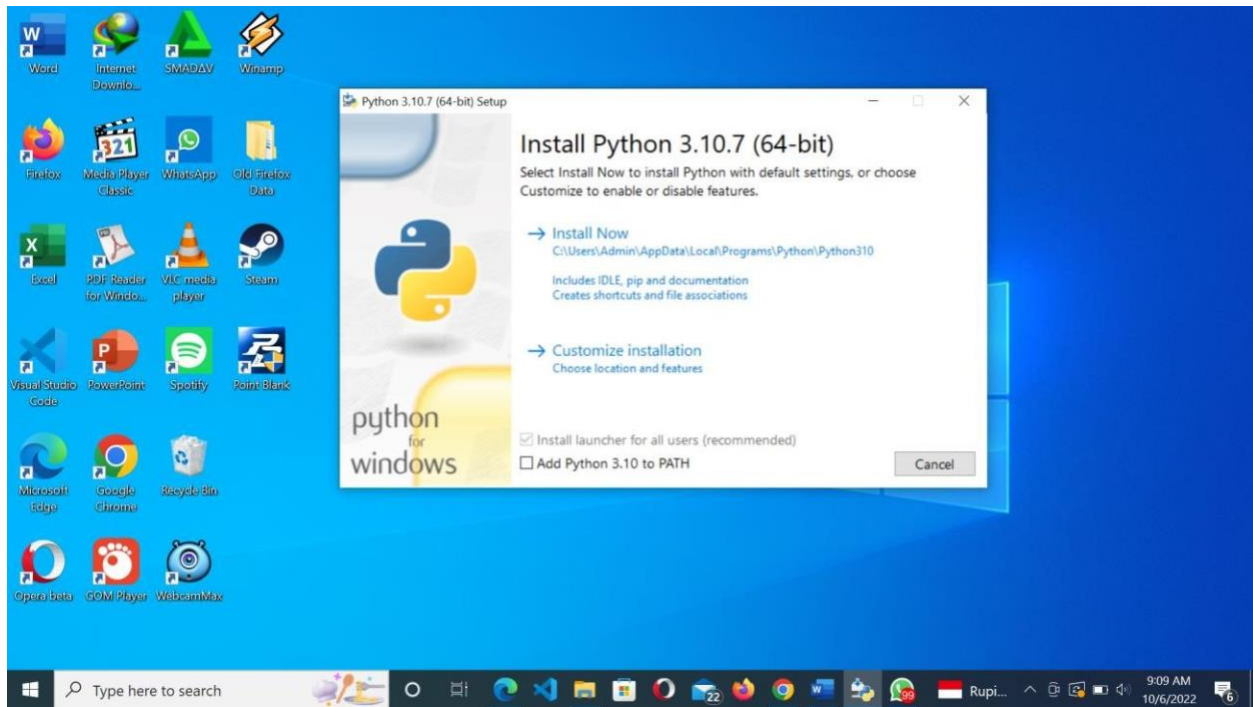 Word
Internet
Downlo...
SMADAV
Winamp
Firefox
321
Media Player
Classic
WhatsApp
Old Firefox
Data
Excel
PDF Reader
for Windo...
VLC media
player
Steam
Visual Studio
Code
PowerPoint
Spotify
Point Blank
Microsoft
Edge
Google
Chrome
Recycle Bin
Opera beta
GOM Player
WebcamMax
Python 3.10.7 (64-bit) Setup
Install Python 3.10.7 (64-bit)
Select Install Now to install Python with default settings, or choose
Customize to enable or disable features.
Install Now
C:\Users\Admin\AppData\Local\Programs\Python\Python310
Includes IDLE, pip and documentation
Creates shortcuts and file associations
Customize installation
Choose location and features
python
for
windows
Install launcher for all users (recommended)
Add Python 3.10 to PATH
Cancel
Type here to search
22
99
Rupi...
9:09 AM
10/6/2022
6